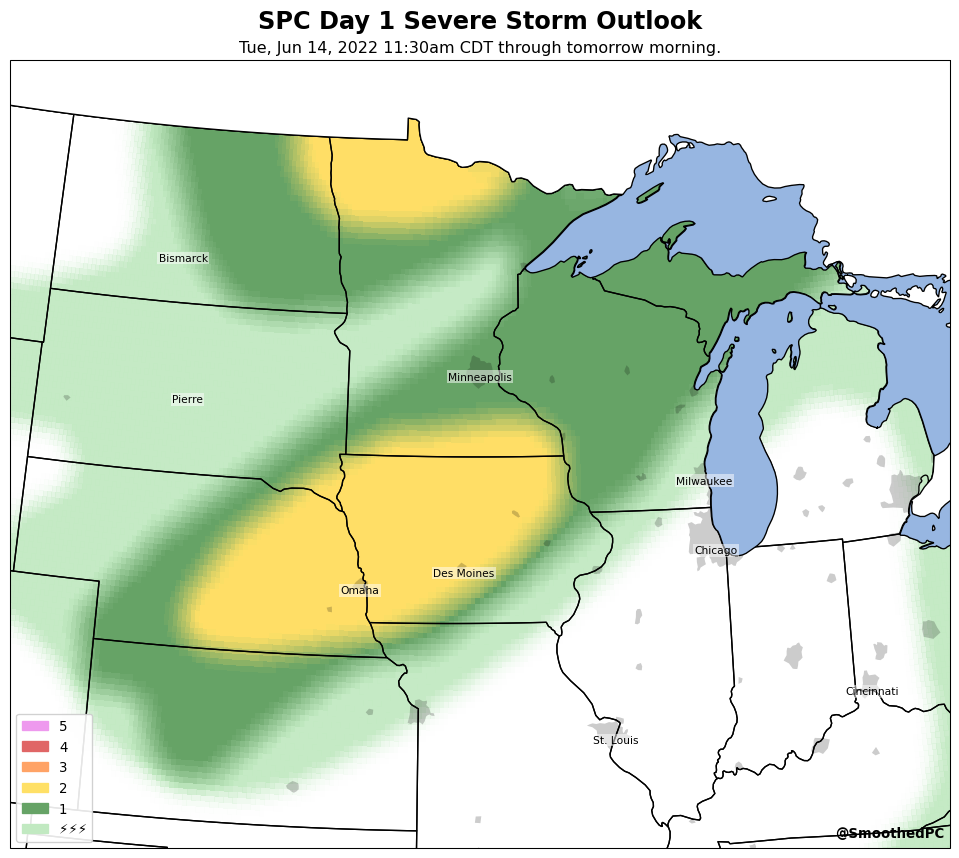 SPC Day 1 Severe Storm Outlook
Tue, Jun 14, 2022 11:30am CDT through tomorrow morning.
Bismarck
Minneapolis
Pierre
Milwaukee
Chicago
Des Moines
Omaha
Cincinnati
St. Louis
5
4
3
2
1
⚡⚡⚡
@SmoothedPC